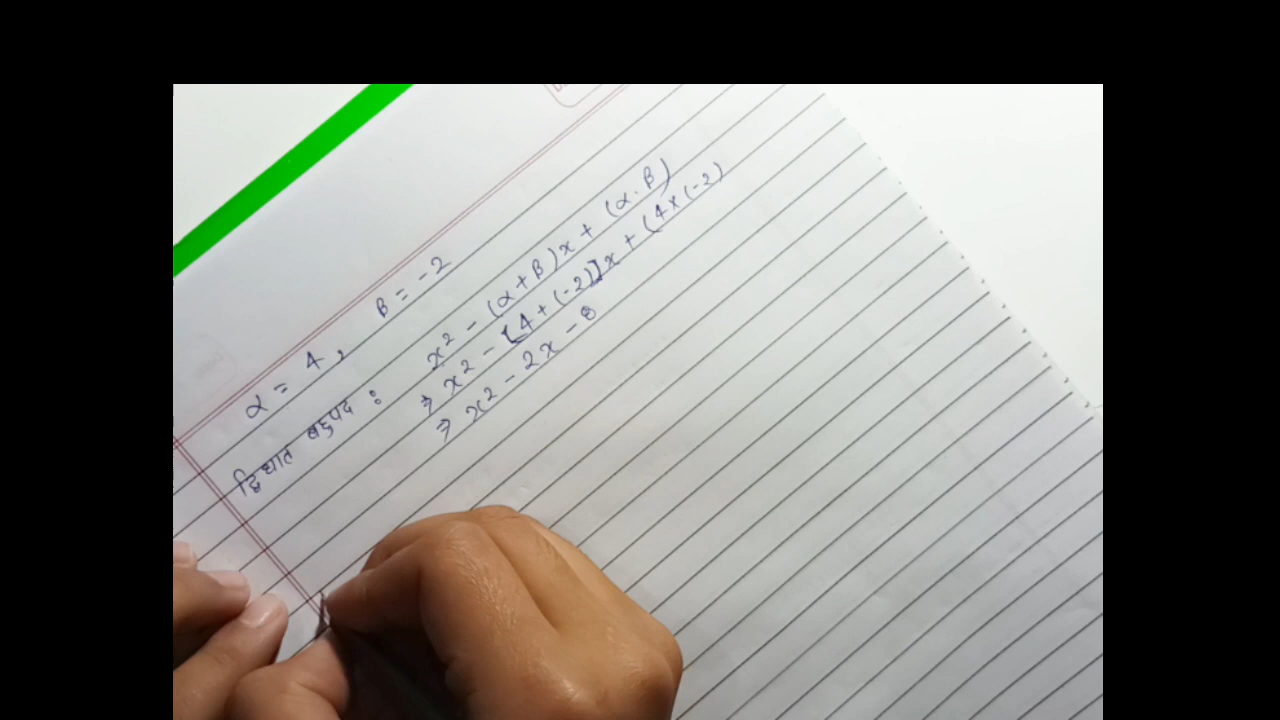 α = 4, β = -2
द्विघात बहुपद : x² - (α + β)x + (α · β)
⇒ x² - [4 + (-2)]x + (4 x (-2)
⇒ x² - 2x - 8